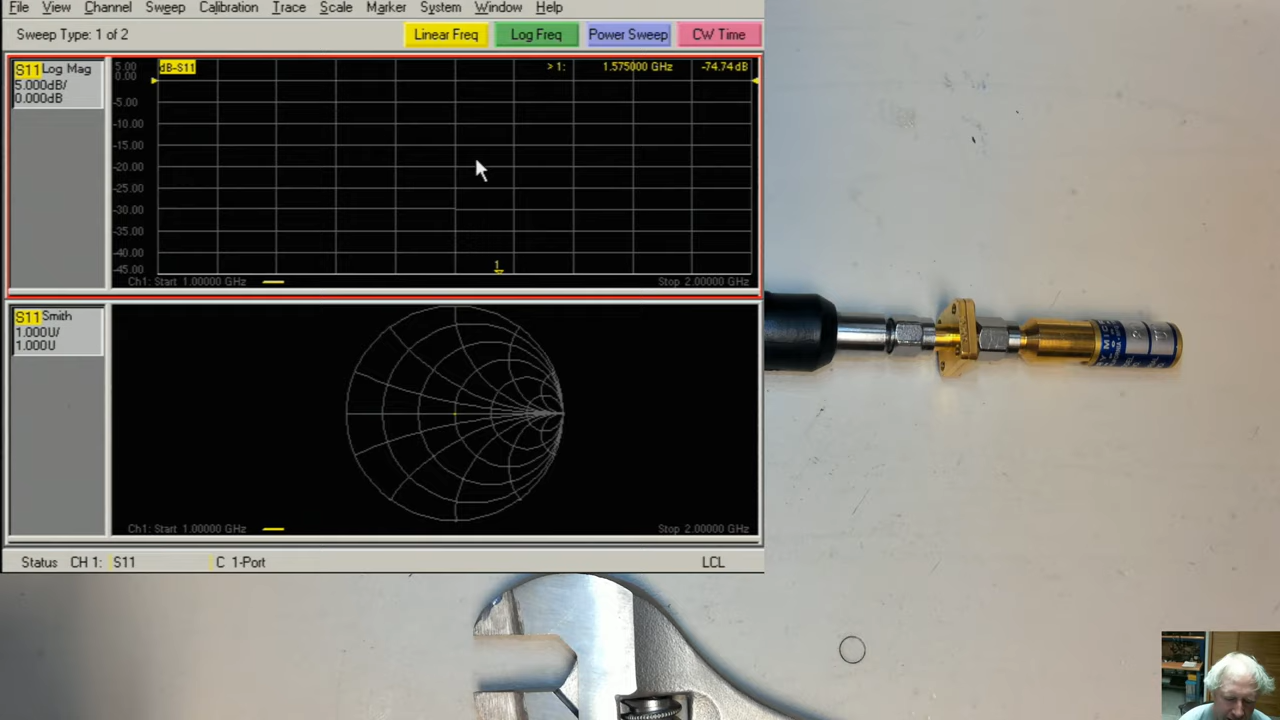 File View Channel Sweep Calibration Trace Scale Marker System Window Help
Sweep Type: 1 of 2 Linear Freq Log Freq Power Sweep CW Time
S11 Log Mag
5.000dB/
0.000dB
dB-S11 > 1: 1.575000 GHz -74.74 dB
5.00
0.00
-5.00
-10.00
-15.00
-20.00
-25.00
-30.00
-35.00
-40.00
-45.00
1
Ch1: Start 1.00000 GHz Stop 2.00000 GHz
S11 Smith
1.000U/
1.000U
Ch1: Start 1.00000 GHz Stop 2.00000 GHz
Status CH 1: S11 C 1-Port LCL